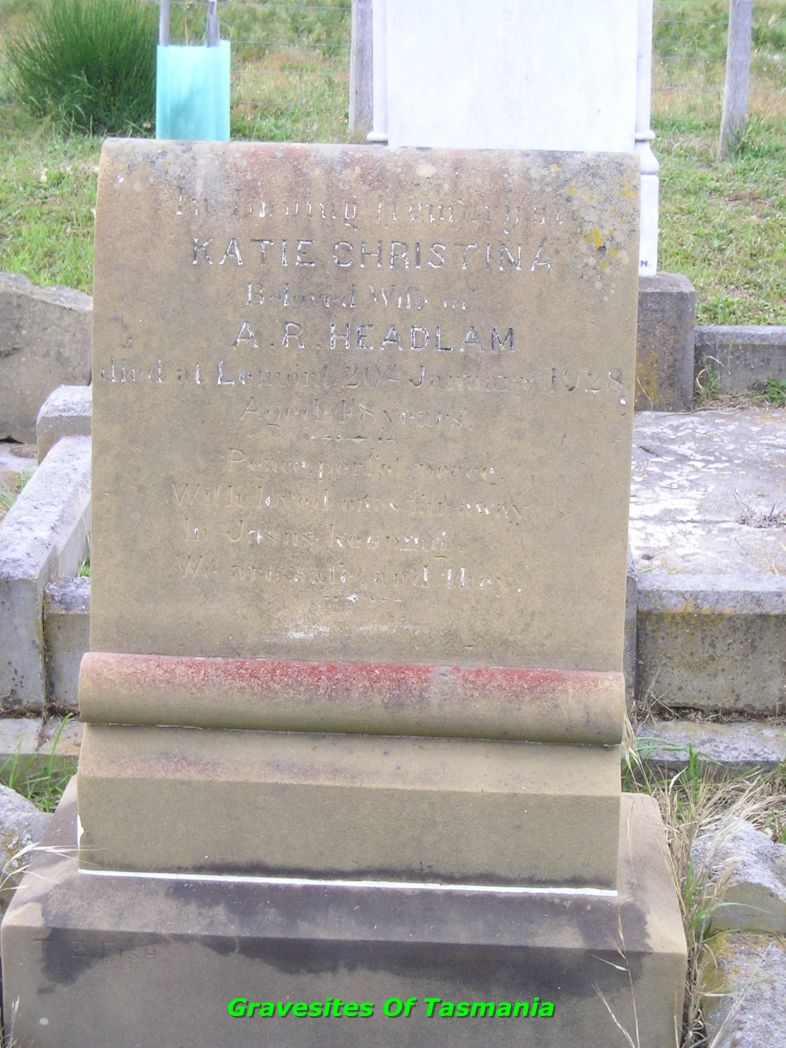 In Loving Memory of
KATIE CHRISTINA
Beloved Wife of
A. R. HEADLAM
died at Lemont 20th January 1928,
Aged 48 years.
Peace perfect peace,
With loved ones far away
In Jesus keeping
We are safe and they.
Gravesites Of Tasmania